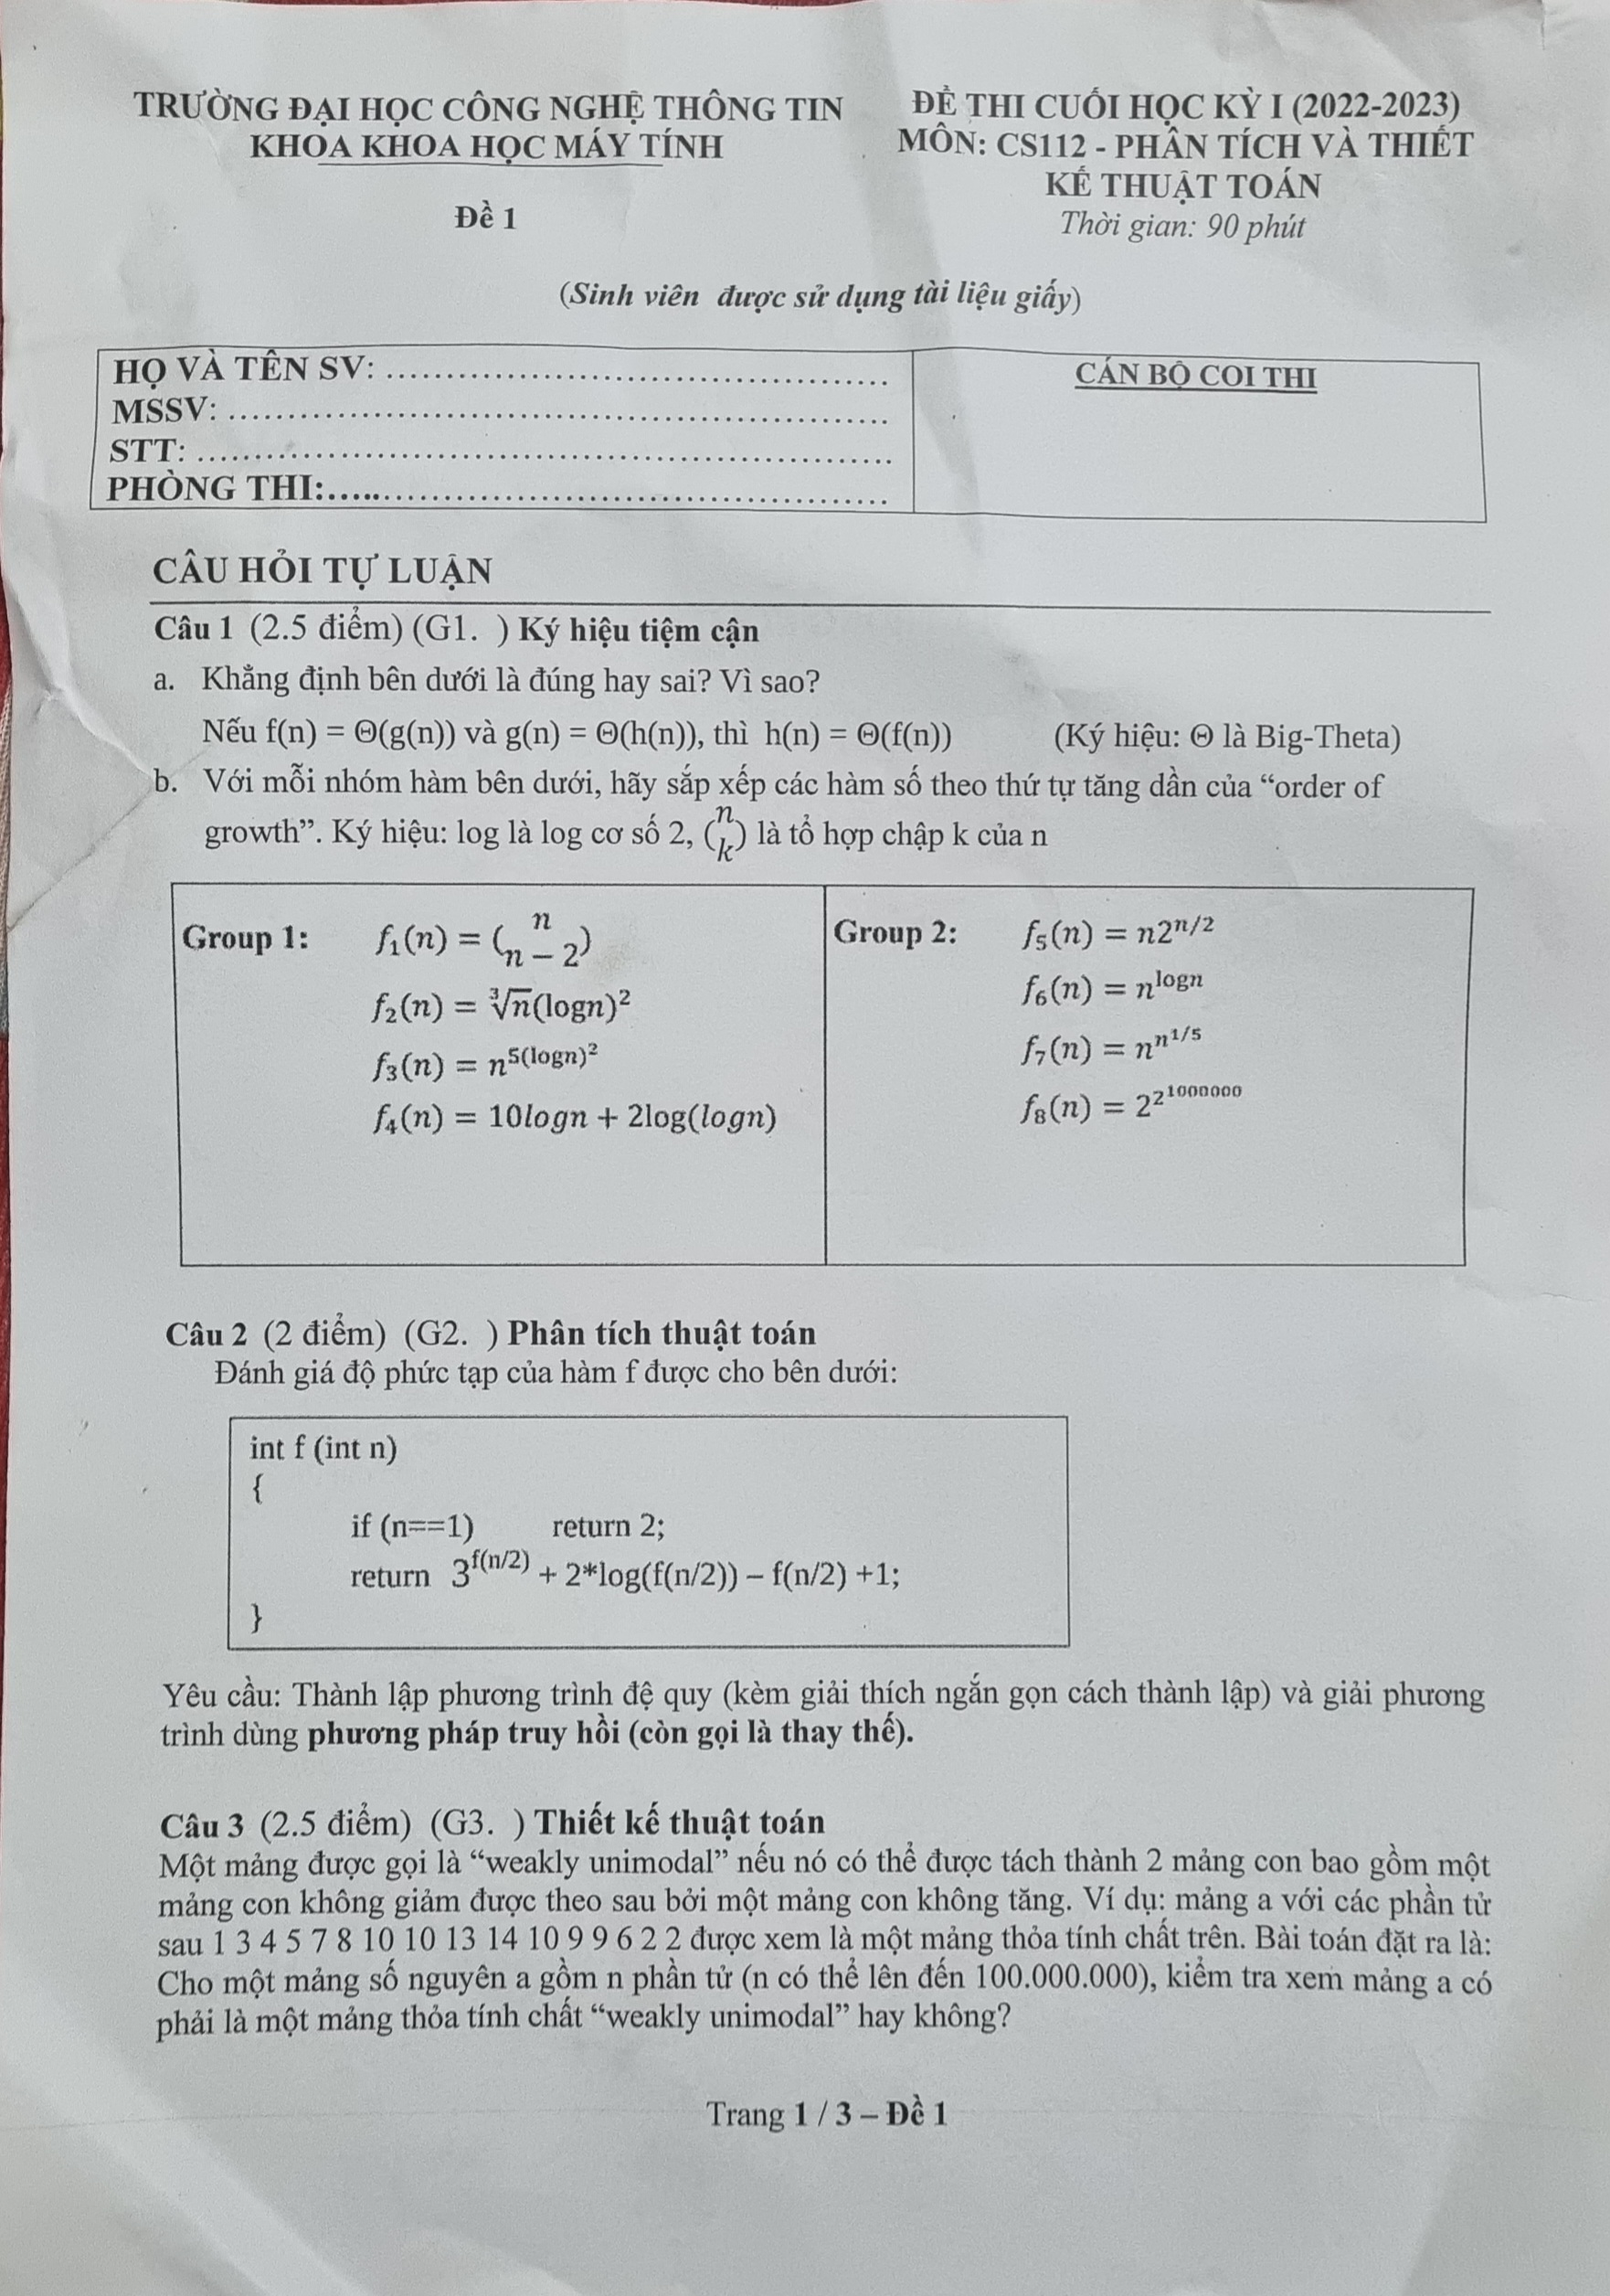 TRƯỜNG ĐẠI HỌC CÔNG NGHỆ THÔNG TIN
KHOA KHOA HỌC MÁY TÍNH
Đề 1
ĐỀ THI CUỐI HỌC KỲ I (2022-2023)
MÔN: CS112 - PHÂN TÍCH VÀ THIẾT
KẾ THUẬT TOÁN
Thời gian: 90 phút
(Sinh viên được sử dụng tài liệu giấy)
HỌ VÀ TÊN SV: ..........................................
MSSV: ..........................................
STT: ..........................................
PHÒNG THI:..........................................
CÁN BỘ COI THI
CÂU HỎI TỰ LUẬN
Câu 1 (2.5 điểm) (G1. ) Ký hiệu tiệm cận
a. Khẳng định bên dưới là đúng hay sai? Vì sao?
Nếu f(n) = Θ(g(n)) và g(n) = Θ(h(n)), thì h(n) = Θ(f(n)) (Ký hiệu: Θ là Big-Theta)
b. Với mỗi nhóm hàm bên dưới, hãy sắp xếp các hàm số theo thứ tự tăng dần của “order of
growth”. Ký hiệu: log là log cơ số 2, $\binom{n}{k}$ là tổ hợp chập k của n
Group 1: $f_1(n) = \binom{n}{n-2}$
$f_2(n) = \sqrt[3]{n}(\log n)^2$
$f_3(n) = n^{5(\log n)^2}$
$f_4(n) = 10logn + 2\log(logn)$
Group 2: $f_5(n) = n2^{n/2}$
$f_6(n) = n^{\log n}$
$f_7(n) = n^{n^{1/5}}$
$f_8(n) = 2^{2^{1000000}}$
Câu 2 (2 điểm) (G2. ) Phân tích thuật toán
Đánh giá độ phức tạp của hàm f được cho bên dưới:
int f (int n)
{
if (n==1) return 2;
return $3^{f(n/2)}$ + 2*log(f(n/2)) – f(n/2) +1;
}
Yêu cầu: Thành lập phương trình đệ quy (kèm giải thích ngắn gọn cách thành lập) và giải phương
trình dùng phương pháp truy hồi (còn gọi là thay thế).
Câu 3 (2.5 điểm) (G3. ) Thiết kế thuật toán
Một mảng được gọi là “weakly unimodal” nếu nó có thể được tách thành 2 mảng con bao gồm một
mảng con không giảm được theo sau bởi một mảng con không tăng. Ví dụ: mảng a với các phần tử
sau 1 3 4 5 7 8 10 10 13 14 10 9 9 6 2 2 được xem là một mảng thỏa tính chất trên. Bài toán đặt ra là:
Cho một mảng số nguyên a gồm n phần tử (n có thể lên đến 100.000.000), kiểm tra xem mảng a có
phải là một mảng thỏa tính chất “weakly unimodal” hay không?
Trang 1 / 3 – Đề 1